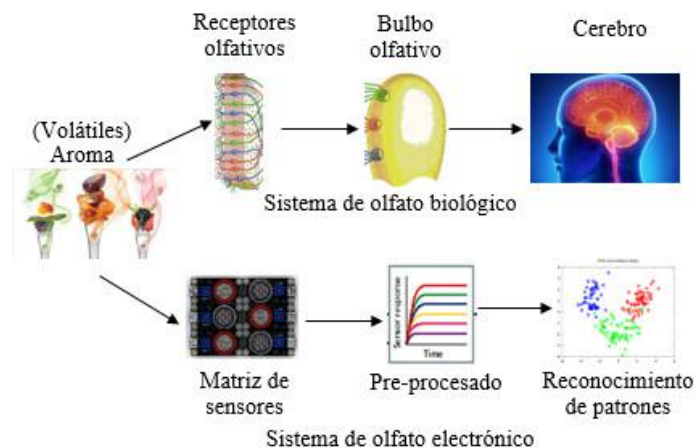 Receptores
olfativos
Bulbo
olfativo
Cerebro
(Volátiles)
Aroma
Sistema de olfato biológico
Sensor response
Time
Matriz de
sensores
Pre-procesado
Reconocimiento
de patrones
Sistema de olfato electrónico